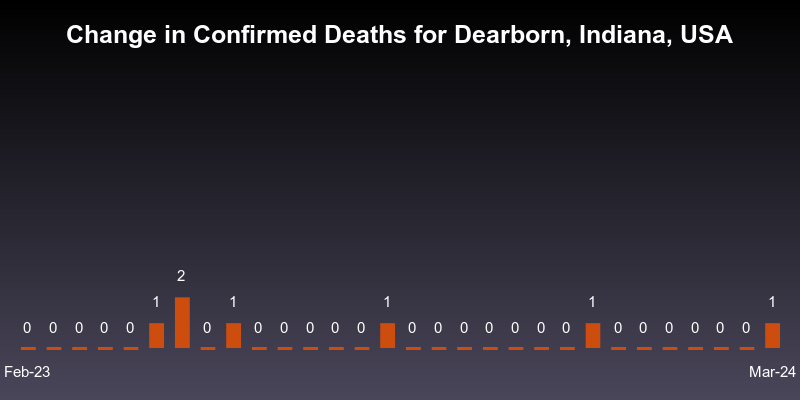 Change in Confirmed Deaths for Dearborn, Indiana, USA
0 0 0 0 0 1 2 0 1 0 0 0 0 0 1 0 0 0 0 0 0 0 1 0 0 0 0 0 0 1
Feb-23 Mar-24